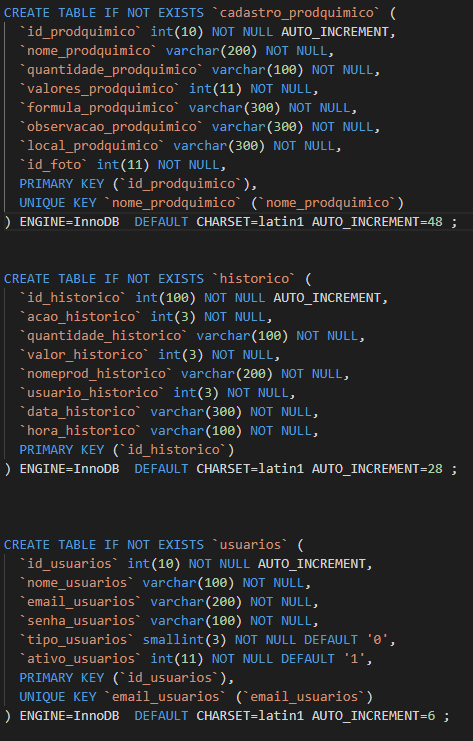 CREATE TABLE IF NOT EXISTS `cadastro_prodquimico` (
`id_prodquimico` int(10) NOT NULL AUTO_INCREMENT,
`nome_prodquimico` varchar(200) NOT NULL,
`quantidade_prodquimico` varchar(100) NOT NULL,
`valores_prodquimico` int(11) NOT NULL,
`formula_prodquimico` varchar(300) NOT NULL,
`observacao_prodquimico` varchar(300) NOT NULL,
`local_prodquimico` varchar(300) NOT NULL,
`id_foto` int(11) NOT NULL,
PRIMARY KEY (`id_prodquimico`),
UNIQUE KEY `nome_prodquimico` (`nome_prodquimico`)
) ENGINE=InnoDB  DEFAULT CHARSET=latin1 AUTO_INCREMENT=48 ;
CREATE TABLE IF NOT EXISTS `historico` (
`id_historico` int(100) NOT NULL AUTO_INCREMENT,
`acao_historico` int(3) NOT NULL,
`quantidade_historico` varchar(100) NOT NULL,
`valor_historico` int(3) NOT NULL,
`nomeprod_historico` varchar(200) NOT NULL,
`usuario_historico` int(3) NOT NULL,
`data_historico` varchar(300) NOT NULL,
`hora_historico` varchar(100) NOT NULL,
PRIMARY KEY (`id_historico`)
) ENGINE=InnoDB  DEFAULT CHARSET=latin1 AUTO_INCREMENT=28 ;
CREATE TABLE IF NOT EXISTS `usuarios` (
`id_usuarios` int(10) NOT NULL AUTO_INCREMENT,
`nome_usuarios` varchar(100) NOT NULL,
`email_usuarios` varchar(200) NOT NULL,
`senha_usuarios` varchar(100) NOT NULL,
`tipo_usuarios` smallint(3) NOT NULL DEFAULT '0',
`ativo_usuarios` int(11) NOT NULL DEFAULT '1',
PRIMARY KEY (`id_usuarios`),
UNIQUE KEY `email_usuarios` (`email_usuarios`)
) ENGINE=InnoDB  DEFAULT CHARSET=latin1 AUTO_INCREMENT=6 ;